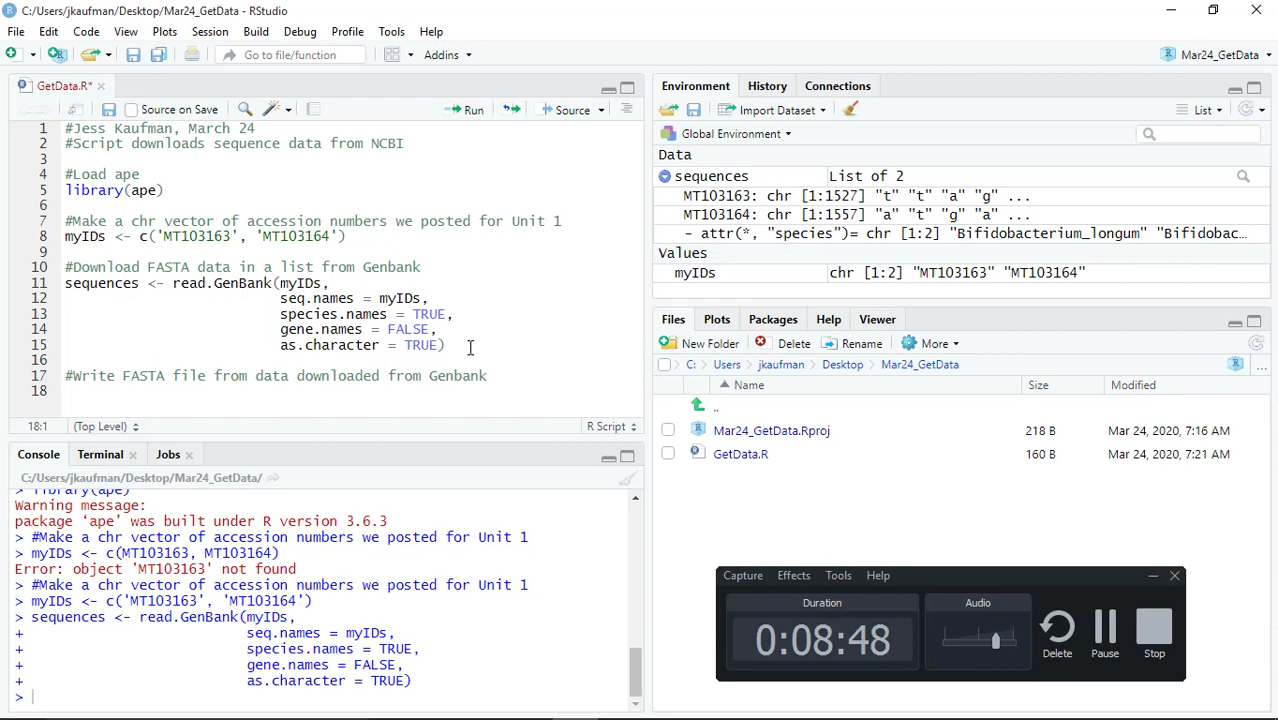 C:/Users/jkaufman/Desktop/Mar24_GetData - RStudio
File Edit Code View Plots Session Build Debug Profile Tools Help
Go to file/function Addins Mar24_GetData
GetData.R*
Source on Save Run Source
1 #Jess Kaufman, March 24
2 #Script downloads sequence data from NCBI
3
4 #Load ape
5 library(ape)
6
7 #Make a chr vector of accession numbers we posted for Unit 1
8 myIDs <- c('MT103163', 'MT103164')
9
10 #Download FASTA data in a list from Genbank
11 sequences <- read.GenBank(myIDs,
12 seq.names = myIDs,
13 species.names = TRUE,
14 gene.names = FALSE,
15 as.character = TRUE)
16
17 #Write FASTA file from data downloaded from Genbank
18
18:1 (Top Level) R Script
Console Terminal Jobs
C:/Users/jkaufman/Desktop/Mar24_GetData/
> library(ape)
Warning message:
package ‘ape’ was built under R version 3.6.3
> #Make a chr vector of accession numbers we posted for Unit 1
> myIDs <- c(MT103163, MT103164)
Error: object 'MT103163' not found
> #Make a chr vector of accession numbers we posted for Unit 1
> myIDs <- c('MT103163', 'MT103164')
> sequences <- read.GenBank(myIDs,
+ seq.names = myIDs,
+ species.names = TRUE,
+ gene.names = FALSE,
+ as.character = TRUE)
>
Environment History Connections
Import Dataset List
Global Environment
Data
sequences List of 2
MT103163: chr [1:1527] "t" "t" "a" "g" ...
MT103164: chr [1:1557] "a" "t" "g" "a" ...
- attr(*, "species")= chr [1:2] "Bifidobacterium_longum" "Bifidobac...
Values
myIDs chr [1:2] "MT103163" "MT103164"
Files Plots Packages Help Viewer
New Folder Delete Rename More
C: Users jkaufman Desktop Mar24_GetData ...
Name Size Modified
..
Mar24_GetData.Rproj 218 B Mar 24, 2020, 7:16 AM
GetData.R 160 B Mar 24, 2020, 7:21 AM
Capture Effects Tools Help
Duration Audio
0:08:48
Delete Pause Stop